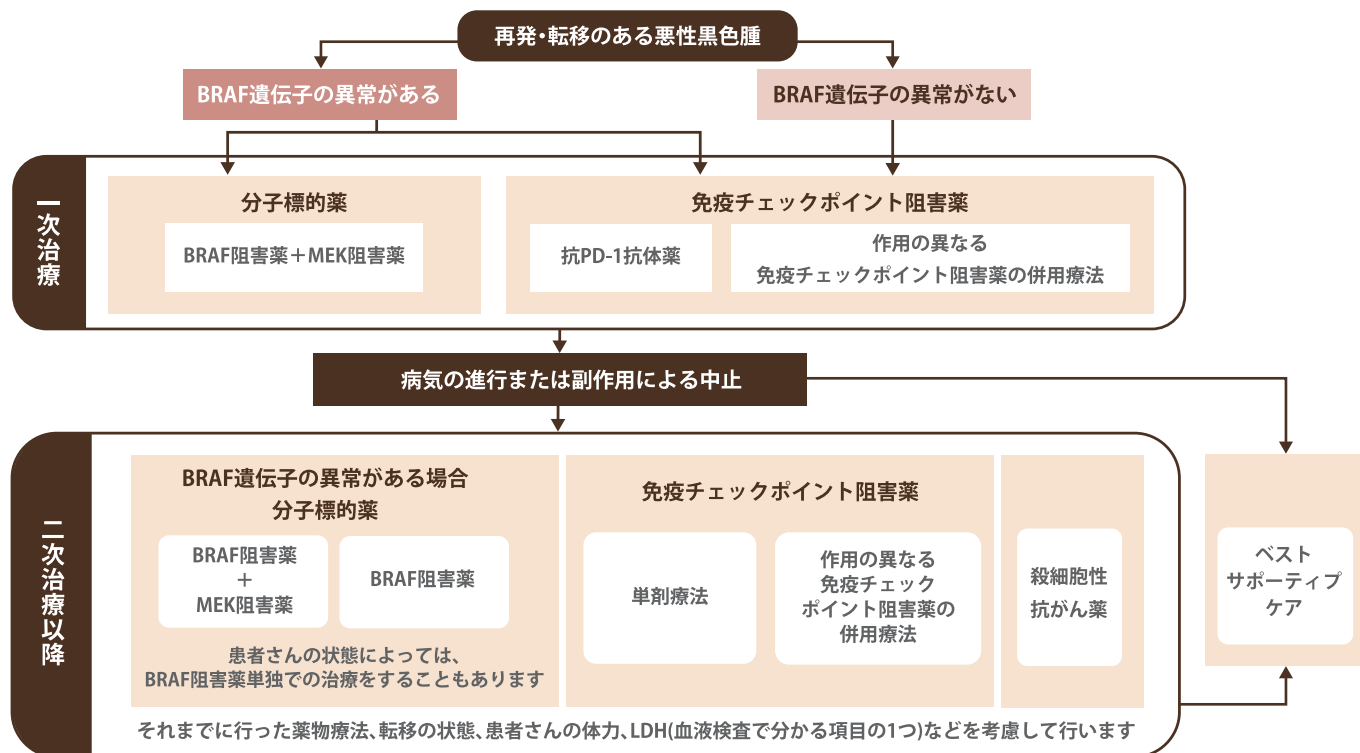 再発・転移のある悪性黒色腫
BRAF遺伝子の異常がある
BRAF遺伝子の異常がない
一次治療
分子標的薬
BRAF阻害薬＋MEK阻害薬
免疫チェックポイント阻害薬
抗PD-1抗体薬
作用の異なる
免疫チェックポイント阻害薬の併用療法
病気の進行または副作用による中止
二次治療以降
BRAF遺伝子の異常がある場合
分子標的薬
BRAF阻害薬
＋
MEK阻害薬
BRAF阻害薬
患者さんの状態によっては、
BRAF阻害薬単独での治療をすることもあります
免疫チェックポイント阻害薬
単剤療法
作用の異なる
免疫チェック
ポイント阻害薬の
併用療法
殺細胞性
抗がん薬
ベスト
サポーティブ
ケア
それまでに行った薬物療法、転移の状態、患者さんの体力、LDH(血液検査で分かる項目の1つ)などを考慮して行います